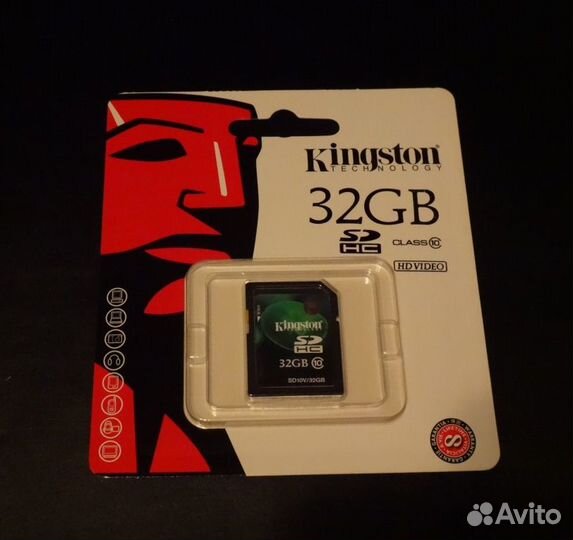 Kingston
TECHNOLOGY
32GB
SD
HC
CLASS 10
HD VIDEO
Kingston
SD
HC
32GB 10
SD10V/32GB
Avito